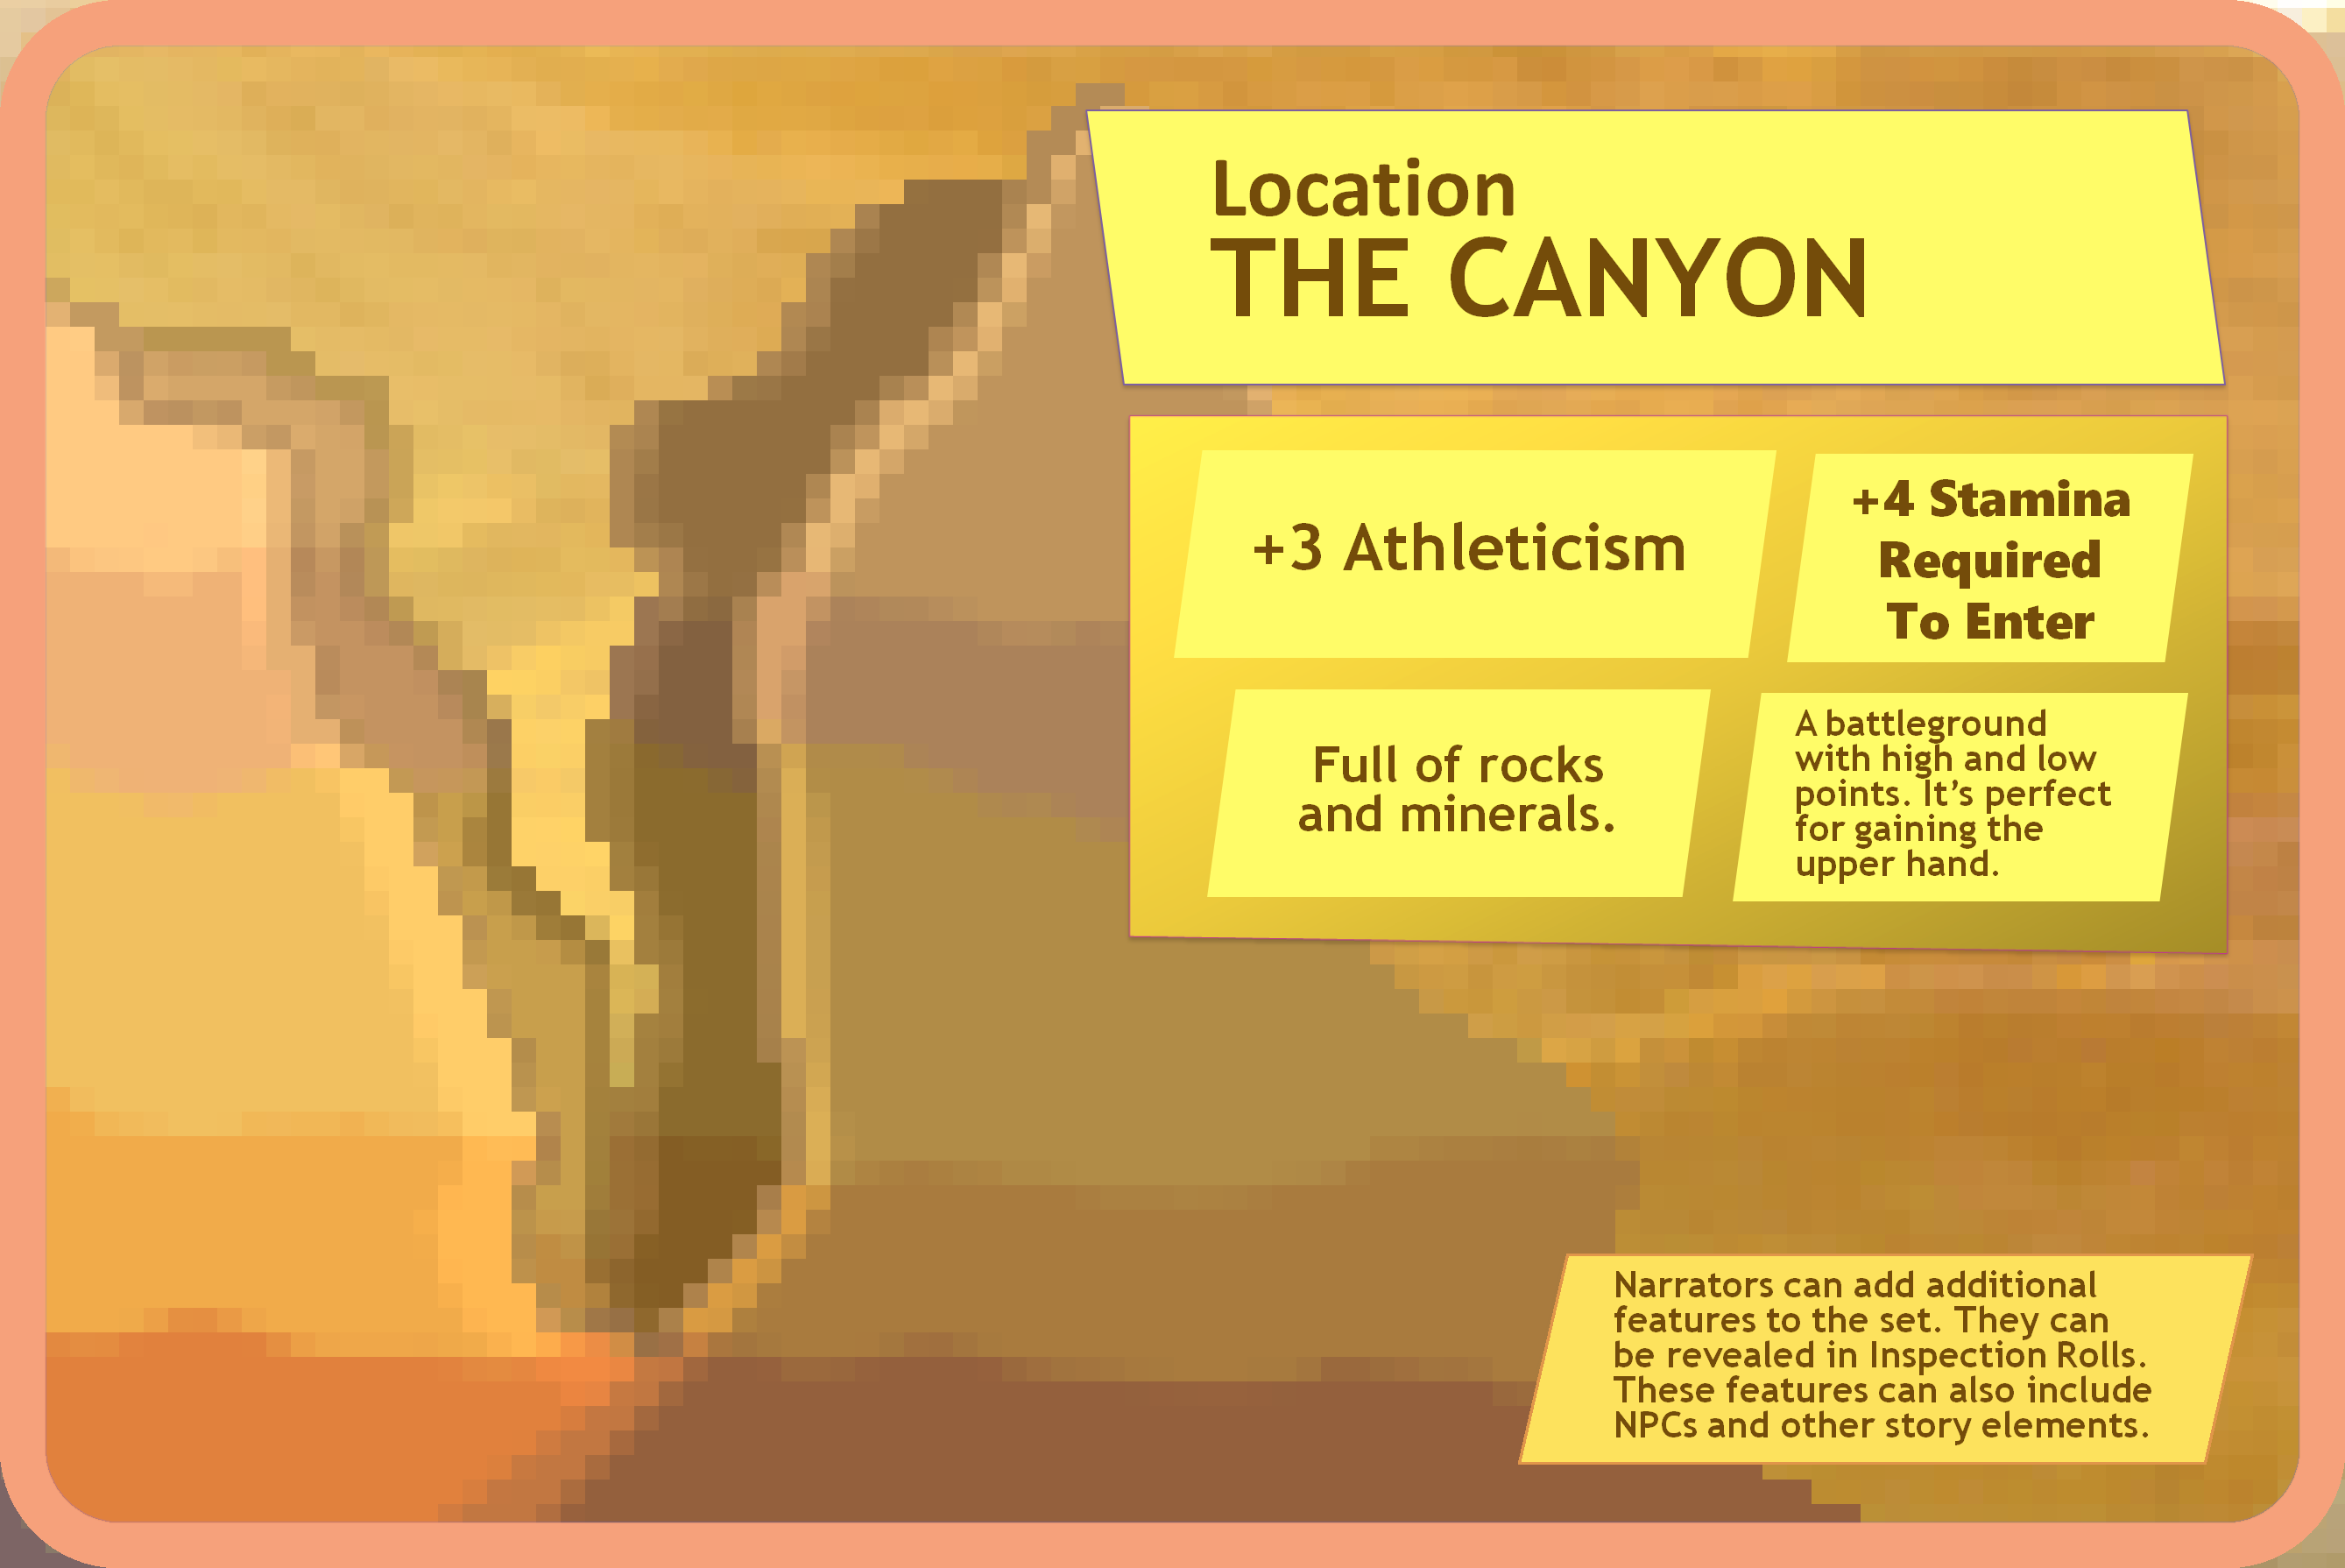 Location
THE CANYON
+3 Athleticism
+4 Stamina
Required
To Enter
Full of rocks
and minerals.
A battleground
with high and low
points. It’s perfect
for gaining the
upper hand.
Narrators can add additional
features to the set. They can
be revealed in Inspection Rolls.
These features can also include
NPCs and other story elements.